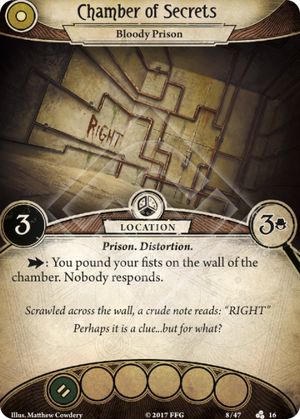 Chamber of Secrets
Bloody Prison
RIGHT
3
3
LOCATION
Prison. Distortion.
: You pound your fists on the wall of the
chamber. Nobody responds.
Scrawled across the wall, a crude note reads: “RIGHT”
Perhaps it is a clue...but for what?
Illus. Matthew Cowdery
© 2017 FFG
8/47
16